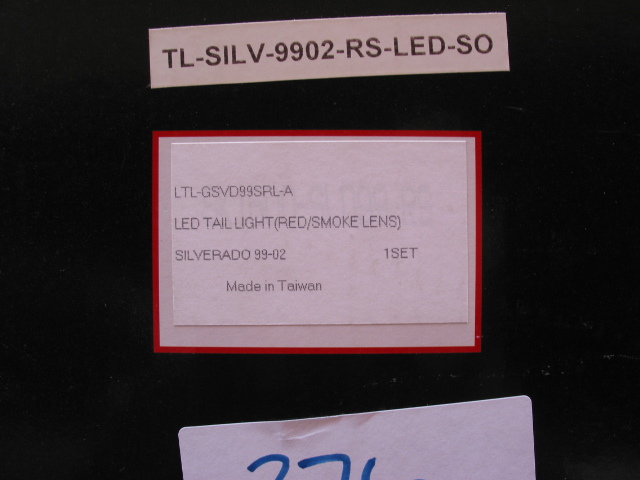 TL-SILV-9902-RS-LED-SO
LTL-GSVD99SRL-A
LED TAIL LIGHT(RED/SMOKE LENS)
SILVERADO 99-02 1SET
Made in Taiwan